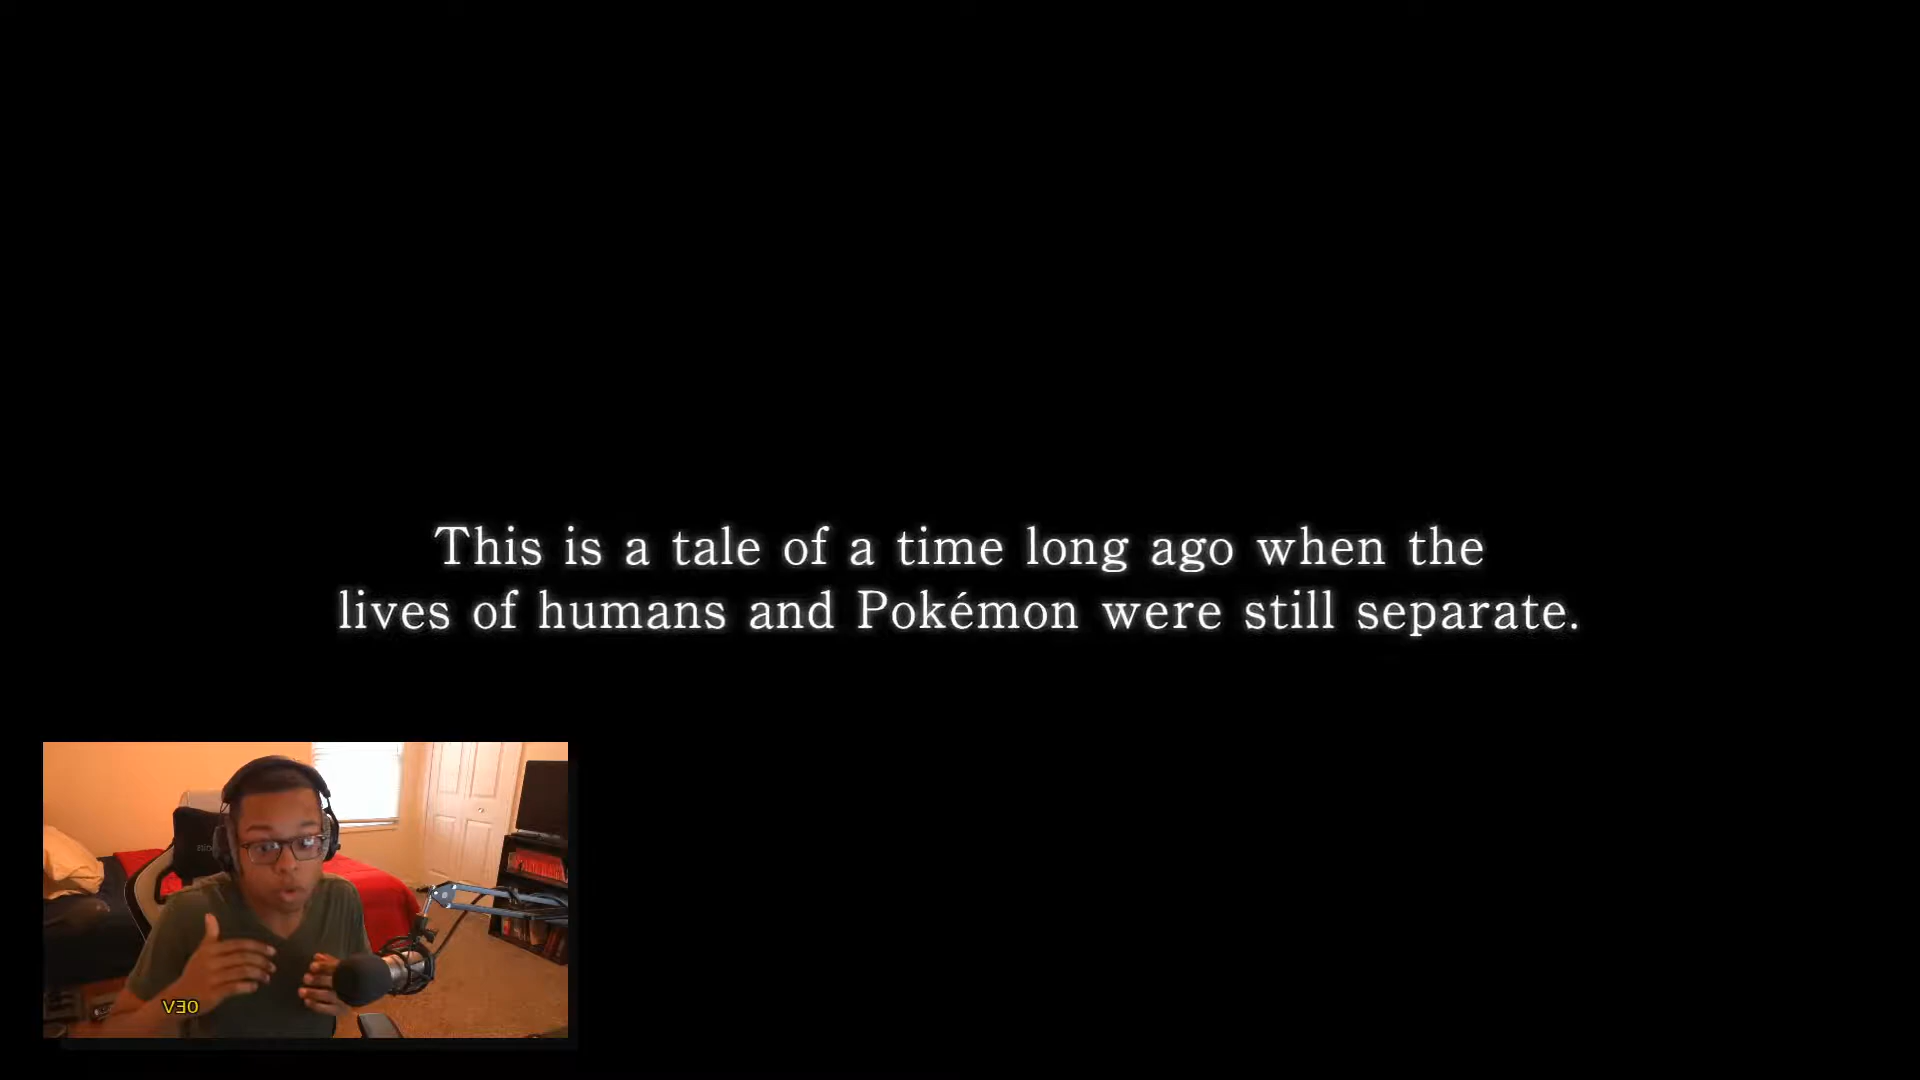 This is a tale of a time long ago when the
lives of humans and Pokémon were still separate.